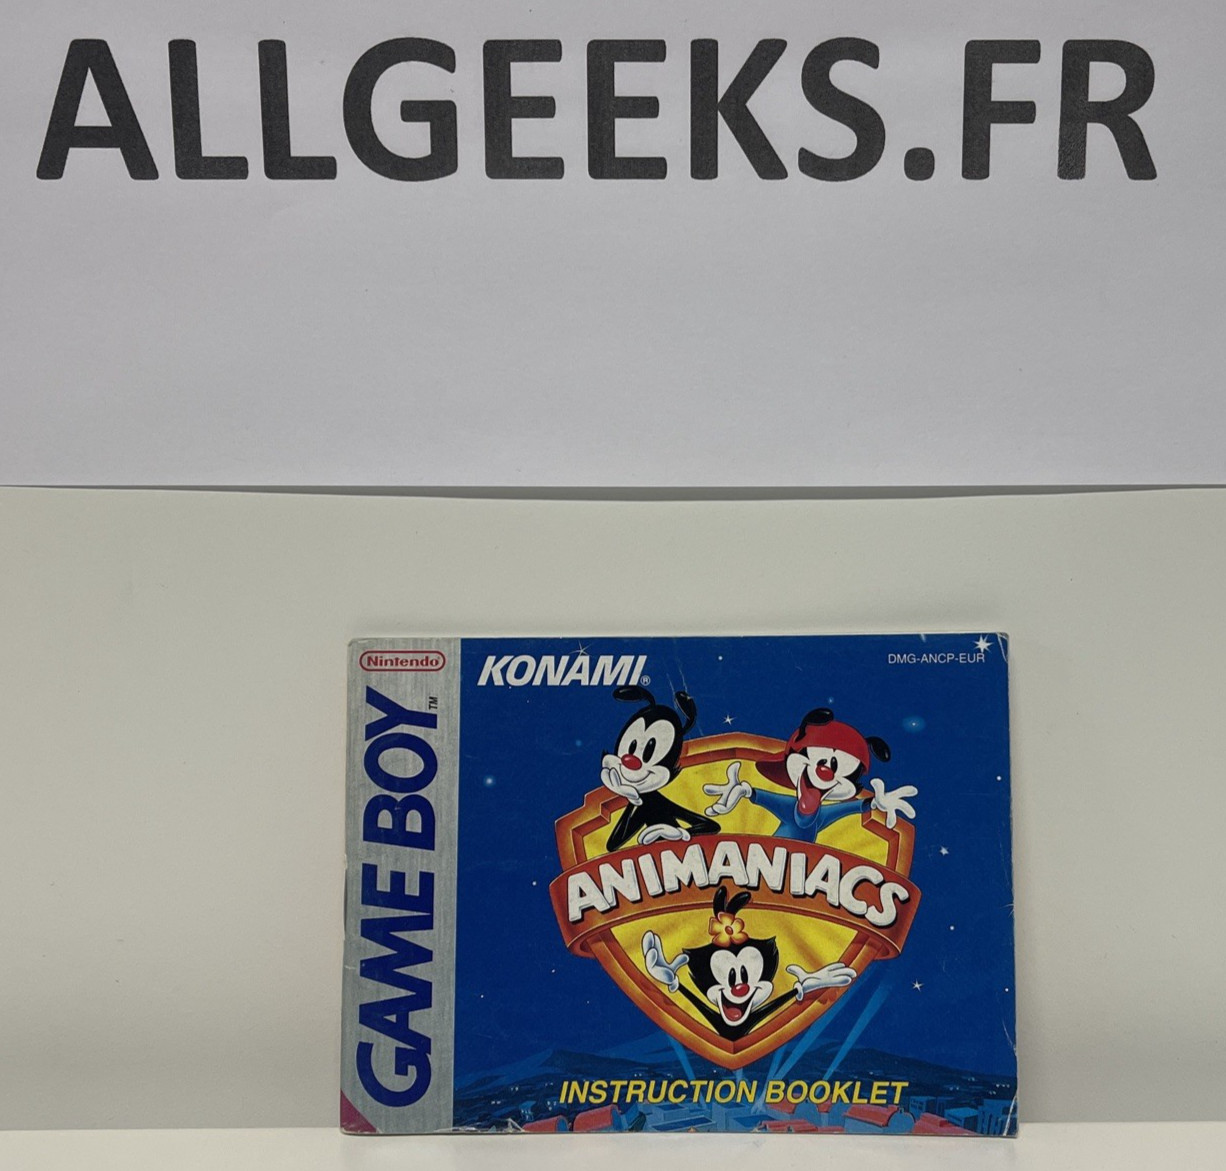 ALLGEEKS.FR
Nintendo
GAME BOY™
KONAMI®
DMG-ANCP-EUR
ANIMANIACS
INSTRUCTION BOOKLET